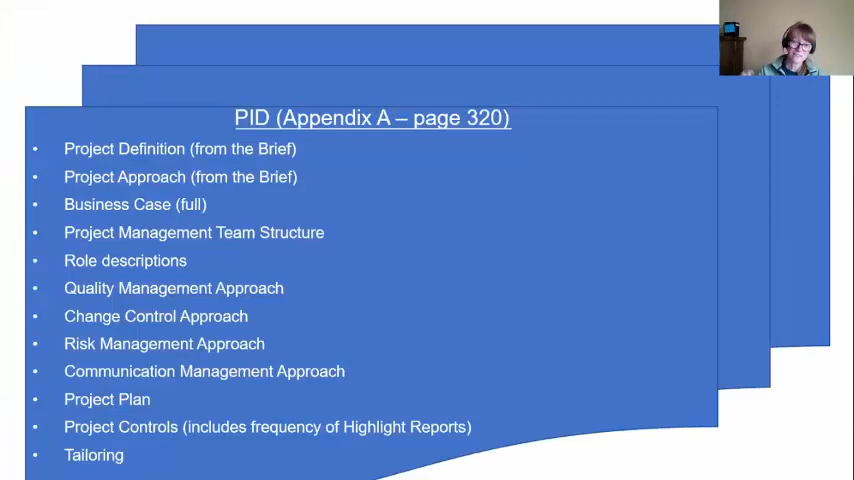 PID (Appendix A – page 320)
• Project Definition (from the Brief)
• Project Approach (from the Brief)
• Business Case (full)
• Project Management Team Structure
• Role descriptions
• Quality Management Approach
• Change Control Approach
• Risk Management Approach
• Communication Management Approach
• Project Plan
• Project Controls (includes frequency of Highlight Reports)
• Tailoring